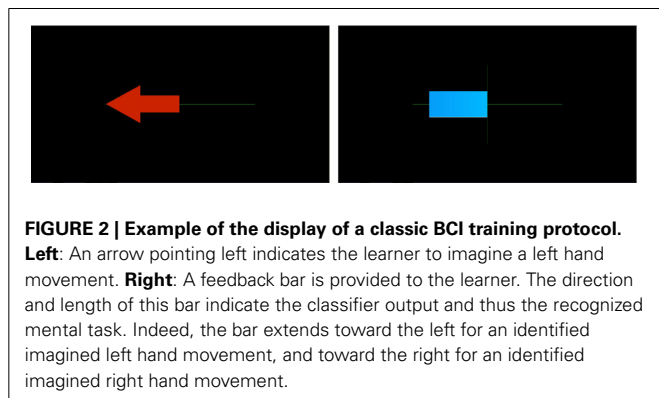 FIGURE 2 | Example of the display of a classic BCI training protocol.
Left: An arrow pointing left indicates the learner to imagine a left hand
movement. Right: A feedback bar is provided to the learner. The direction
and length of this bar indicate the classifier output and thus the recognized
mental task. Indeed, the bar extends toward the left for an identified
imagined left hand movement, and toward the right for an identified
imagined right hand movement.